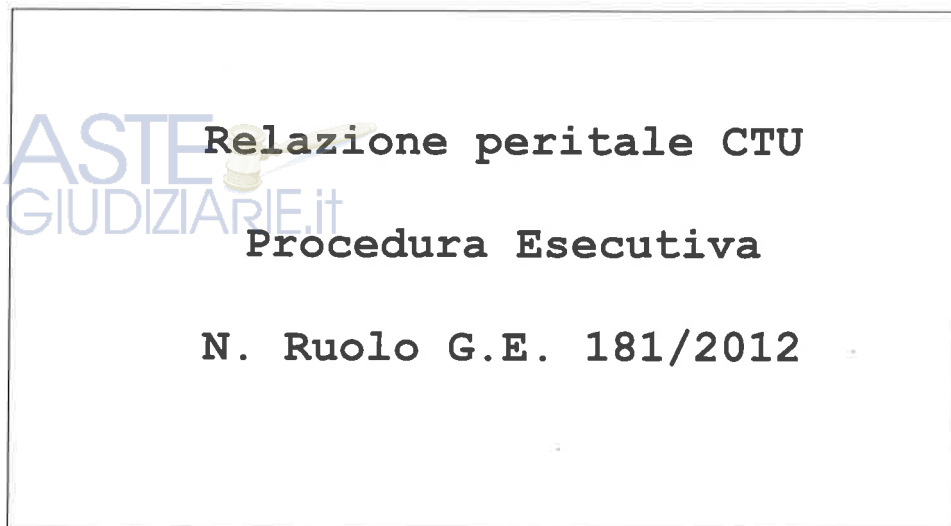 ASTE
GIUDIZIARIE.it
Relazione peritale CTU
Procedura Esecutiva
N. Ruolo G.E. 181/2012